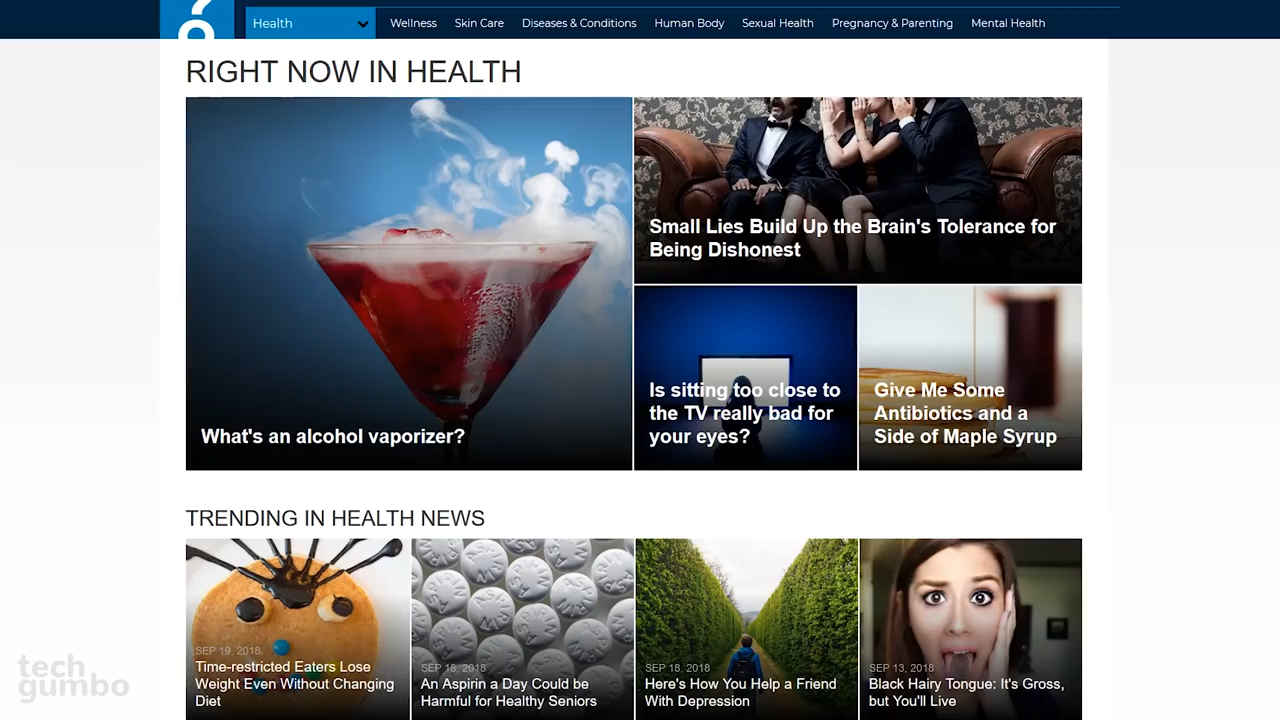 Health
Wellness
Skin Care
Diseases & Conditions
Human Body
Sexual Health
Pregnancy & Parenting
Mental Health
RIGHT NOW IN HEALTH
What's an alcohol vaporizer?
Small Lies Build Up the Brain's Tolerance for
Being Dishonest
Is sitting too close to
the TV really bad for
your eyes?
Give Me Some
Antibiotics and a
Side of Maple Syrup
TRENDING IN HEALTH NEWS
SEP 19, 2018
Time-restricted Eaters Lose
Weight Even Without Changing
Diet
SEP 18, 2018
An Aspirin a Day Could be
Harmful for Healthy Seniors
SEP 18, 2018
Here's How You Help a Friend
With Depression
SEP 13, 2018
Black Hairy Tongue: It's Gross,
but You'll Live
tech
gumbo